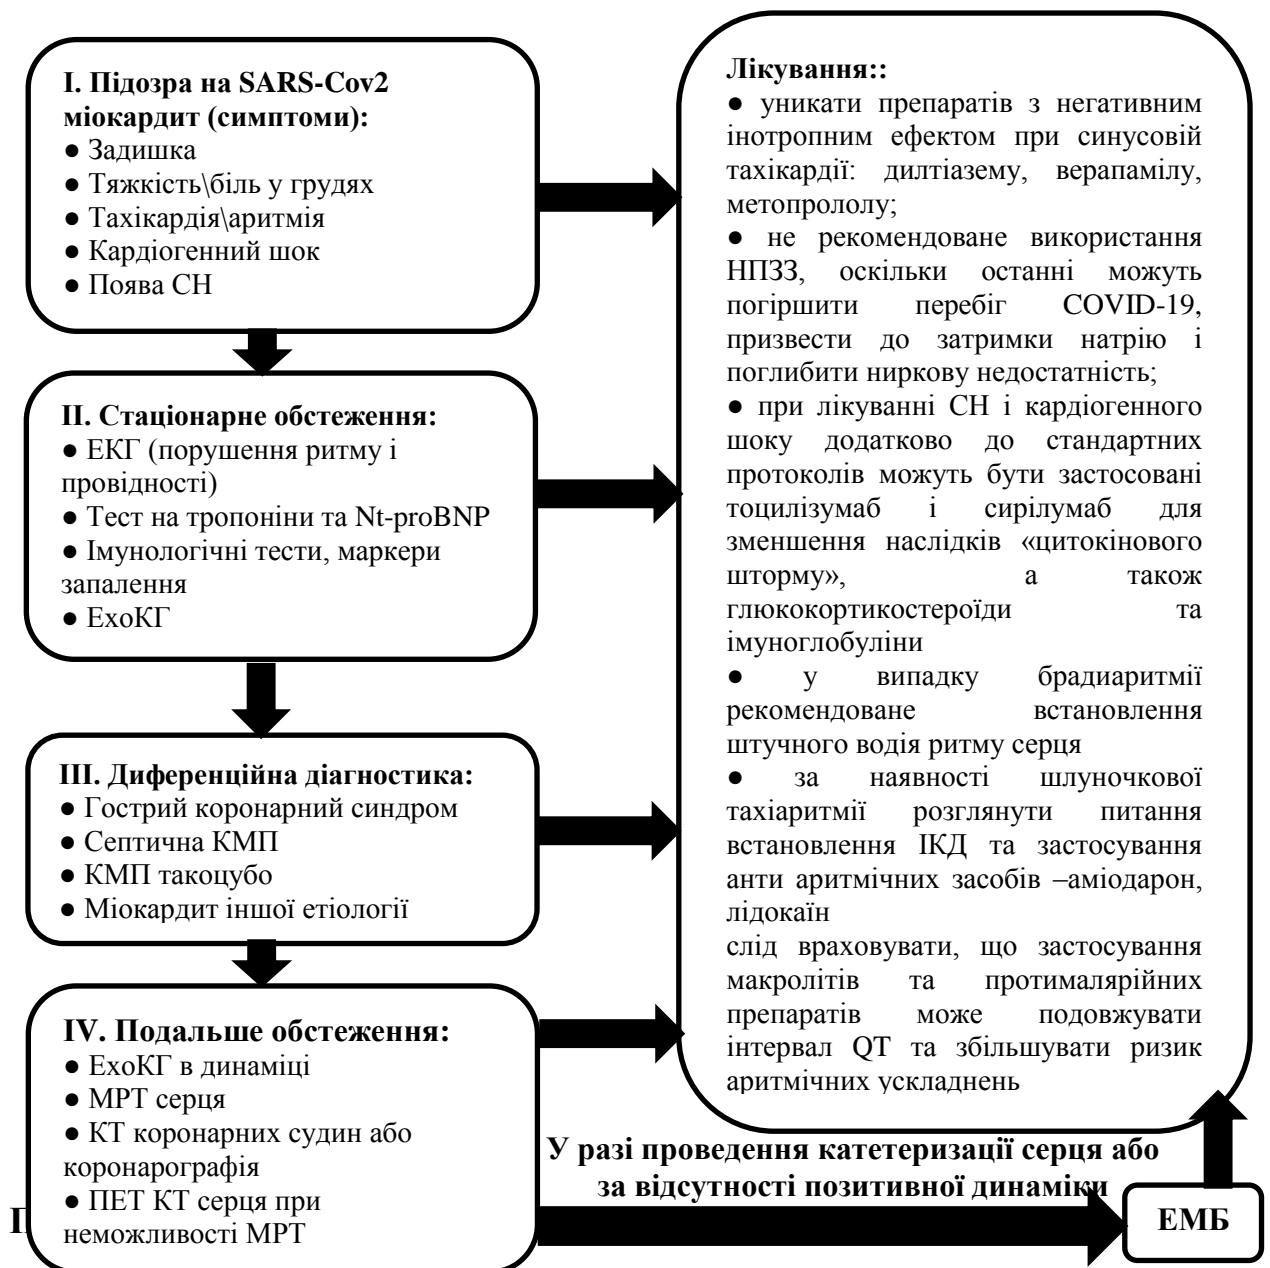 І. Підозра на SARS-Cov2
міокардит (симптоми):
● Задишка
● Тяжкість\біль у грудях
● Тахікардія\аритмія
● Кардіогенний шок
● Поява СН
ІІ. Стаціонарне обстеження:
● ЕКГ (порушення ритму і
провідності)
● Тест на тропоніни та Nt-proBNP
● Імунологічні тести, маркери
запалення
● ЕхоКГ
ІІІ. Диференційна діагностика:
● Гострий коронарний синдром
● Септична КМП
● КМП такоцубо
● Міокардит іншої етіології
IV. Подальше обстеження:
● ЕхоКГ в динаміці
● МРТ серця
● КТ коронарних судин або
коронарографія
● ПЕТ КТ серця при
неможливості МРТ
Лікування::
● уникати препаратів з негативним
інотропним ефектом при синусовій
тахікардії: дилтіазему, верапамілу,
метопрололу;
● не рекомендоване використання
НПЗЗ, оскільки останні можуть
погіршити перебіг COVID-19,
призвести до затримки натрію і
поглибити ниркову недостатність;
● при лікуванні СН і кардіогенного
шоку додатково до стандартних
протоколів можуть бути застосовані
тоцилізумаб і сирілумаб для
зменшення наслідків «цитокінового
шторму», а також
глюкокортикостероїди та
імуноглобуліни
● у випадку брадиаритмії
рекомендоване встановлення
штучного водія ритму серця
● за наявності шлуночкової
тахіаритмії розглянути питання
встановлення ІКД та застосування
анти аритмічних засобів –аміодарон,
лідокаїн
слід враховувати, що застосування
макролітів та протималярійних
препаратів може подовжувати
інтервал QT та збільшувати ризик
аритмічних ускладнень
У разі проведення катетеризації серця або
за відсутності позитивної динаміки
ЕМБ